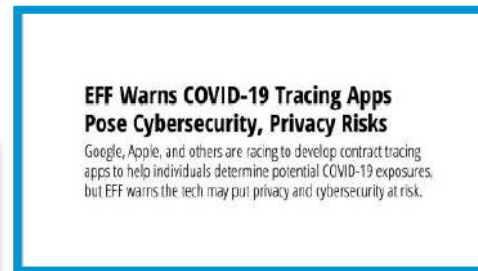 EFF Warns COVID-19 Tracing Apps
Pose Cybersecurity, Privacy Risks
Google, Apple, and others are racing to develop contract tracing
apps to help individuals determine potential COVID-19 exposures,
but EFF warns the tech may put privacy and cybersecurity at risk.